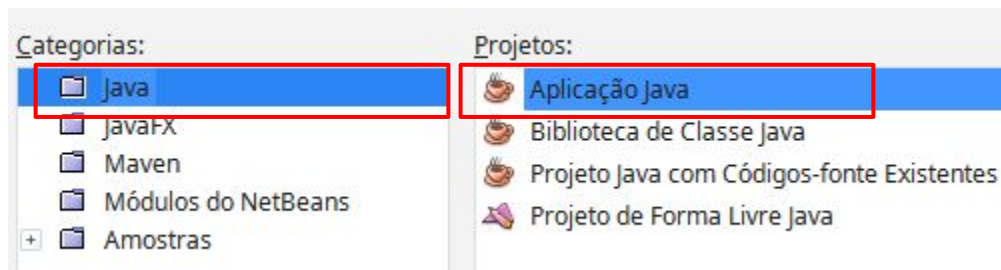 Categorias:
Java
JavaFX
Maven
Módulos do NetBeans
Amostras
Projetos:
Aplicação Java
Biblioteca de Classe Java
Projeto Java com Códigos-fonte Existentes
Projeto de Forma Livre Java